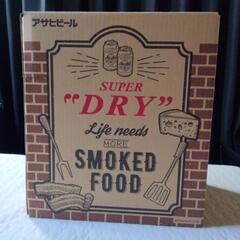 アサヒビール
SUPER
"DRY"
Life needs
MORE
SMOKED
FOOD